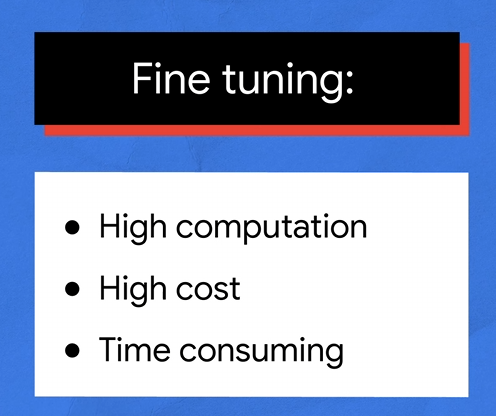 Fine tuning:
● High computation
● High cost
● Time consuming